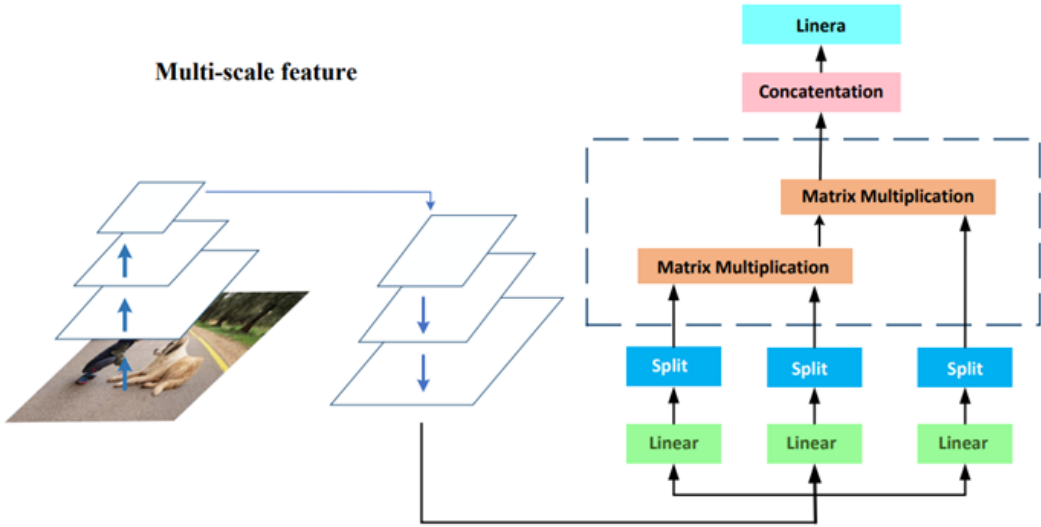 Linera
Multi-scale feature
Concatentation
Matrix Multiplication
Matrix Multiplication
Split
Split
Split
Linear
Linear
Linear